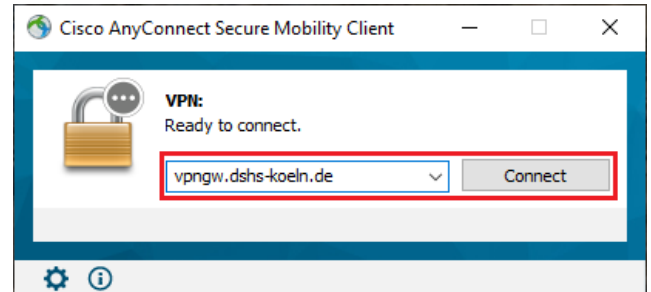 Cisco AnyConnect Secure Mobility Client
VPN:
Ready to connect.
vpngw.dshs-koeln.de
Connect